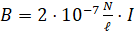 B = 2 · 10⁻⁷ N/ℓ · I